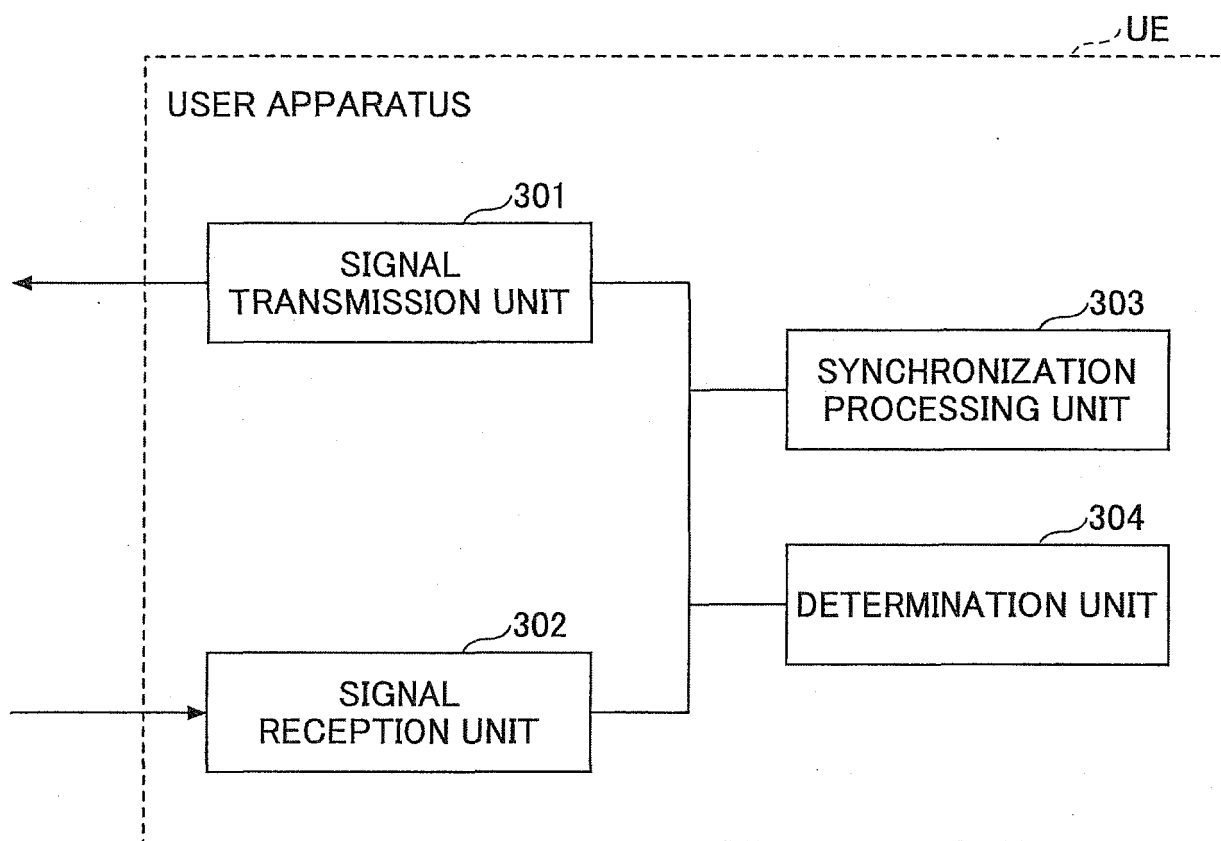 UE
USER APPARATUS
301
SIGNAL
TRANSMISSION UNIT
303
SYNCHRONIZATION
PROCESSING UNIT
304
DETERMINATION UNIT
302
SIGNAL
RECEPTION UNIT